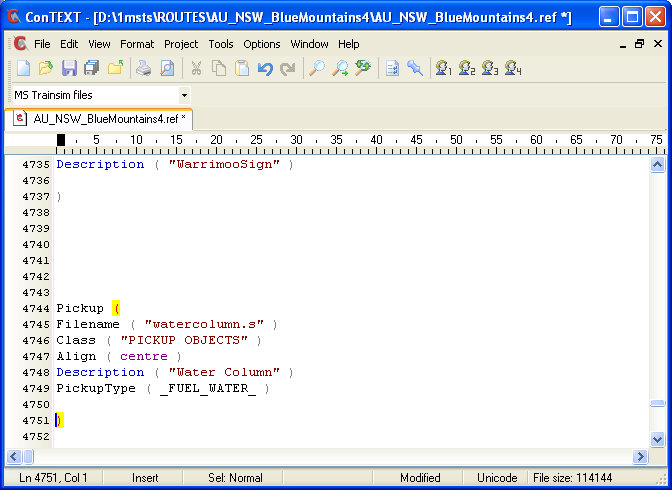 ConTEXT - [D:\1msts\ROUTES\AU_NSW_BlueMountains4\AU_NSW_BlueMountains4.ref *]
File Edit View Format Project Tools Options Window Help
1 2 3 4
MS Trainsim files
AU_NSW_BlueMountains4.ref *
5 10 15 20 25 30 35 40 45 50 55 60 65 70 75
4735 Description ( "WarrimooSign" )
4736
4737 )
4738
4739
4740
4741
4742
4743
4744 Pickup (
4745 Filename ( "watercolumn.s" )
4746 Class ( "PICKUP OBJECTS" )
4747 Align ( centre )
4748 Description ( "Water Column" )
4749 PickupType ( _FUEL_WATER_ )
4750
4751 )
4752
Ln 4751, Col 1 Insert Sel: Normal Modified Unicode File size: 114144